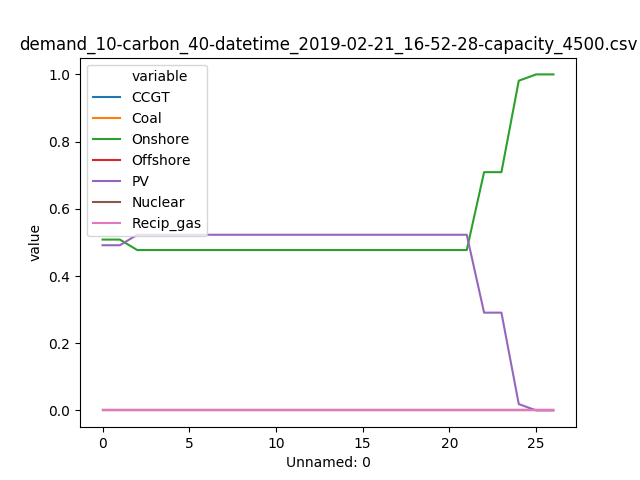 demand_10-carbon_40-datetime_2019-02-21_16-52-28-capacity_4500.csv
variable
CCGT
Coal
Onshore
Offshore
PV
Nuclear
Recip_gas
value
1.0
0.8
0.6
0.4
0.2
0.0
0 5 10 15 20 25
Unnamed: 0